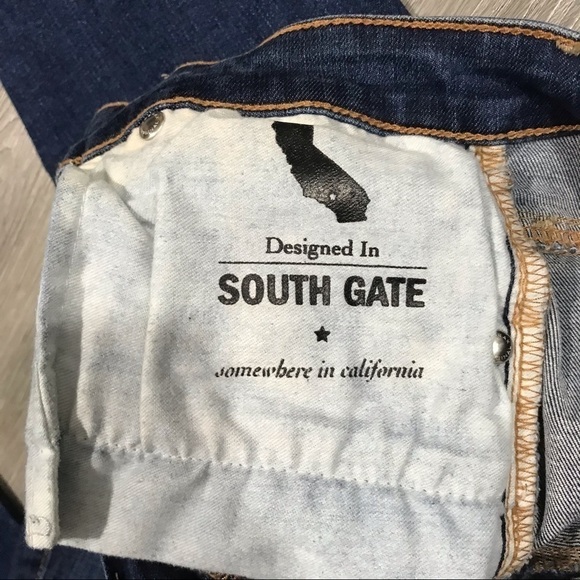 Designed In
SOUTH GATE
somewhere in california